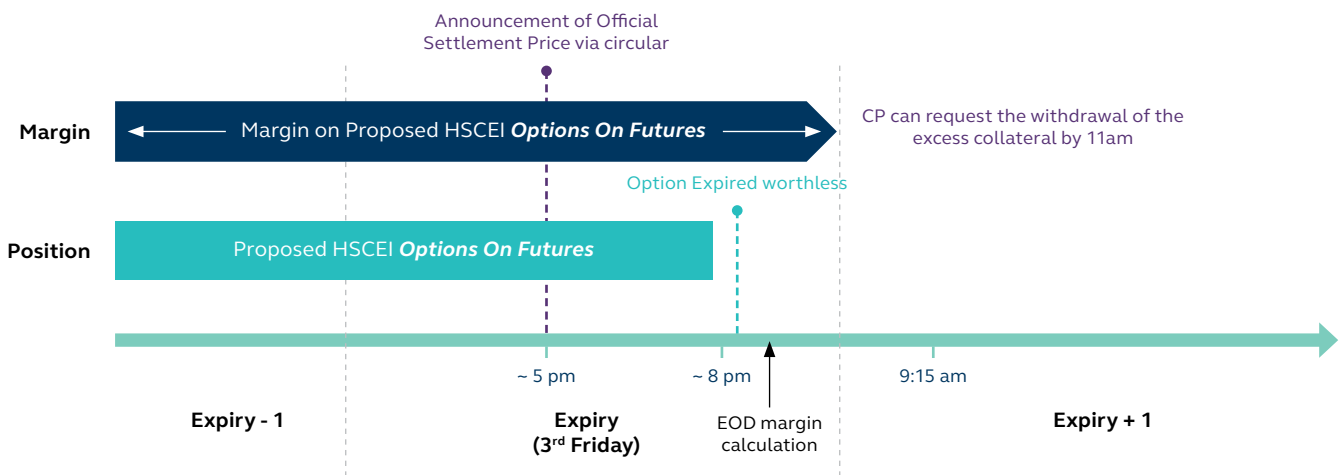 Announcement of Official
Settlement Price via circular
Margin
Margin on Proposed HSCEI Options On Futures
CP can request the withdrawal of the
excess collateral by 11am
Option Expired worthless
Position
Proposed HSCEI Options On Futures
~ 5 pm
~ 8 pm
9:15 am
Expiry - 1
Expiry
(3rd Friday)
EOD margin
calculation
Expiry + 1